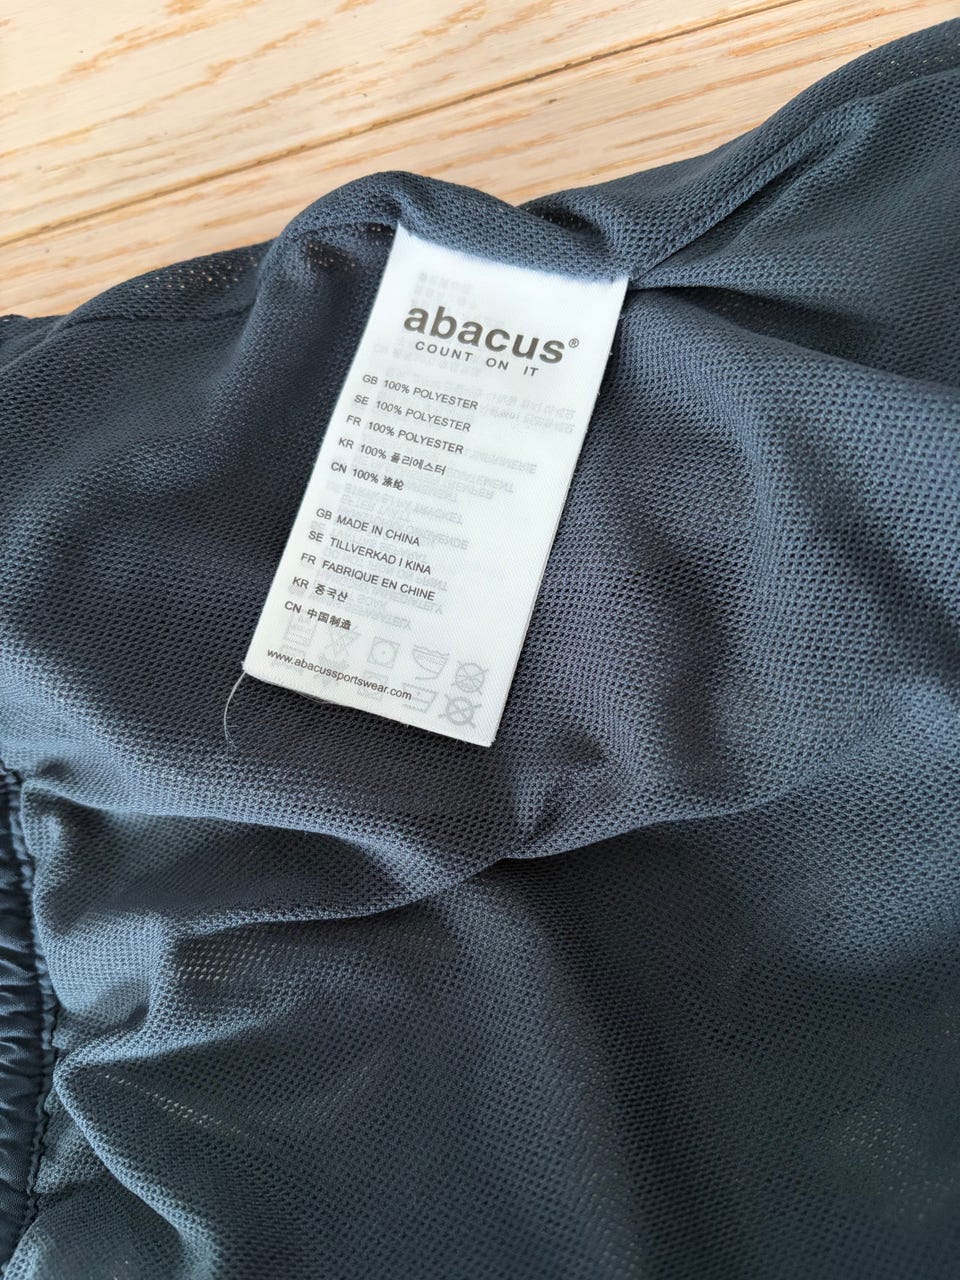 abacus®
COUNT ON IT
GB 100% POLYESTER
SE 100% POLYESTER
FR 100% POLYESTER
KR 100% 폴리에스터
CN 100% 涤纶
GB MADE IN CHINA
SE TILLVERKAD I KINA
FR FABRIQUE EN CHINE
KR 중국산
CN 中国制造
www.abacussportswear.com